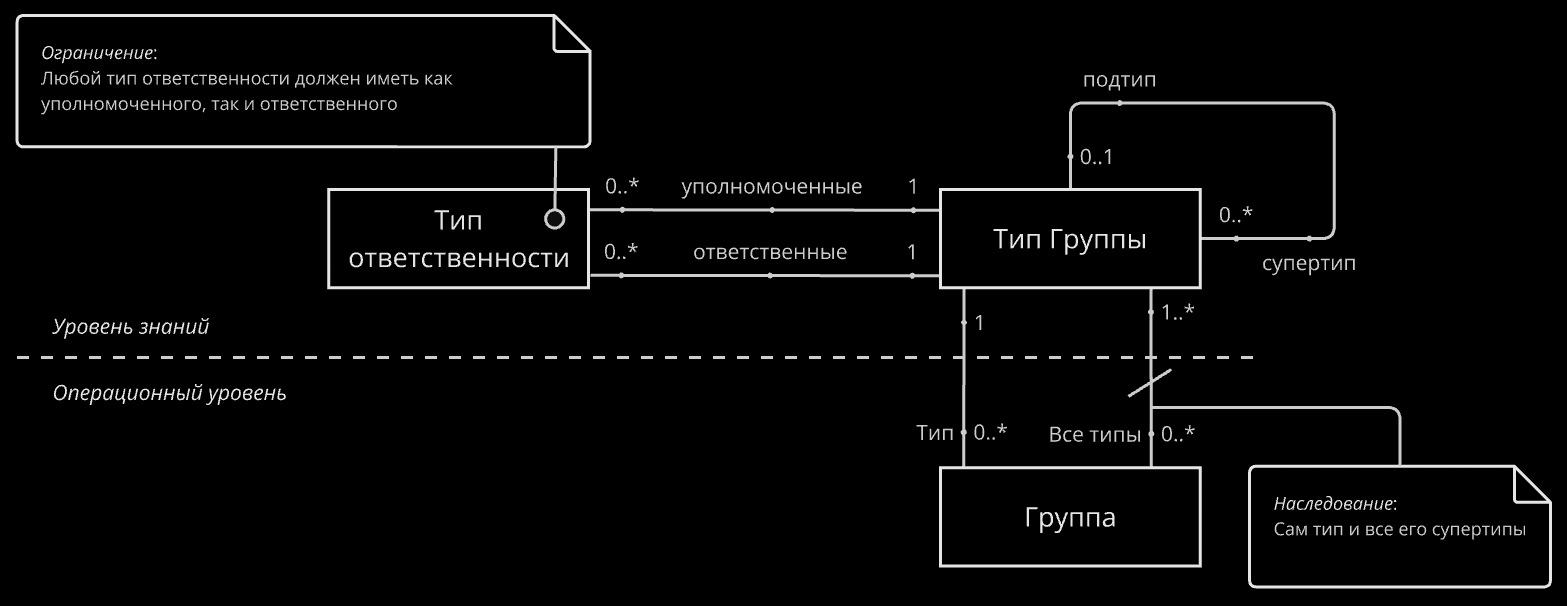 Ограничение:
Любой тип ответственности должен иметь как
уполномоченного, так и ответственного
подтип
0..1
0..*
уполномоченные
1
Тип
ответственности
Тип Группы
0..*
супертип
0..*
ответственные
1
Уровень знаний
1
1..*
Операционный уровень
Тип
0..*
Все типы
0..*
Группа
Наследование:
Сам тип и все его супертипы